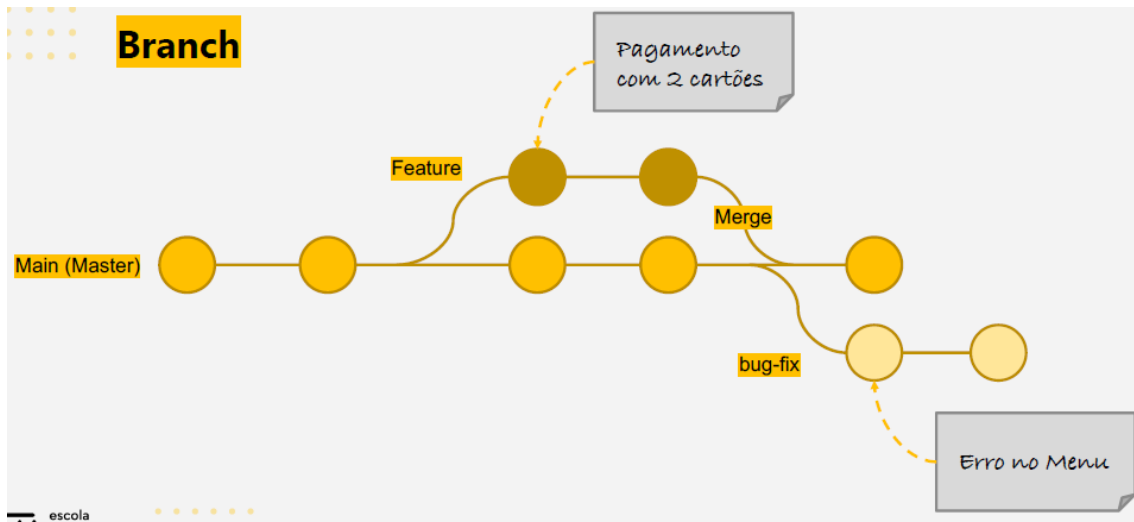 Branch
Pagamento
com 2 cartões
Feature
Merge
Main (Master)
bug-fix
Erro no Menu
escola